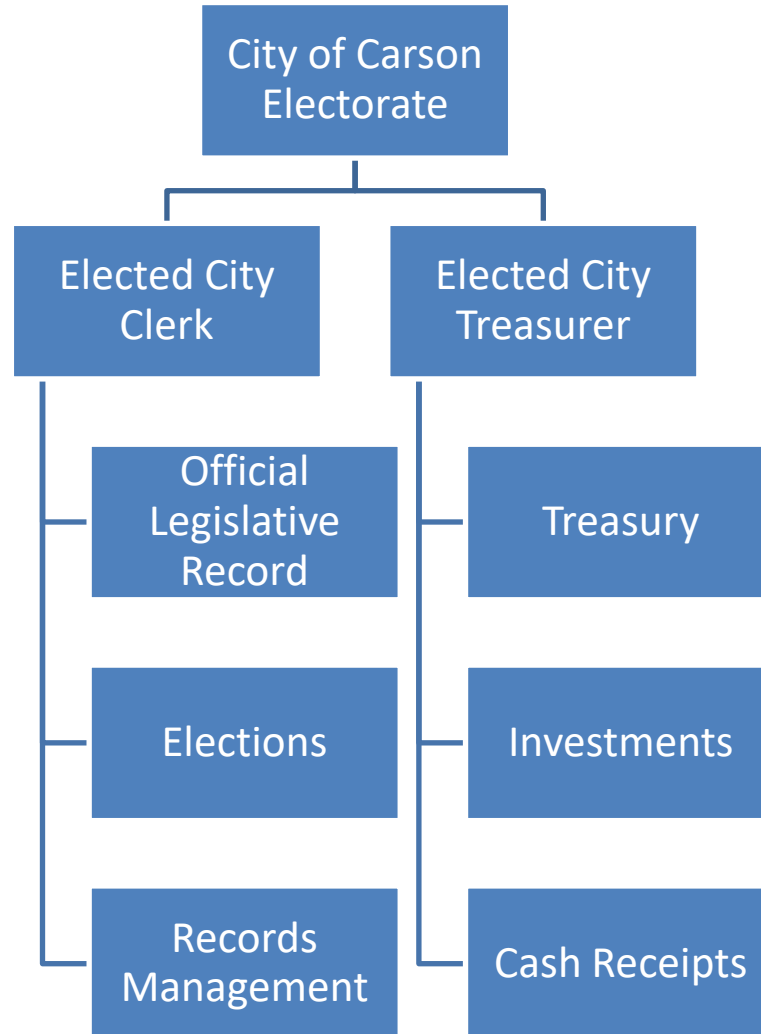 City of Carson
Electorate
Elected City
Clerk
Elected City
Treasurer
Official
Legislative
Record
Elections
Records
Management
Treasury
Investments
Cash Receipts